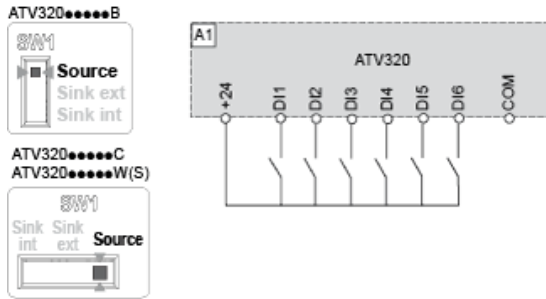 ATV320●●●●●B
SW1
Source
Sink ext
Sink int
ATV320●●●●●C
ATV320●●●●●W(S)
SW1
Sink int
Sink ext
Source
A1
ATV320
+24
DI1
DI2
DI3
DI4
DI5
DI6
COM